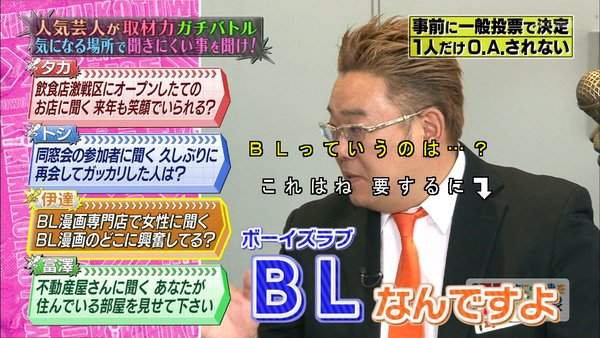 人気芸人が取材力ガチバトル
気になる場所で聞きにくい事を聞け!
事前に一般投票で決定
1人だけO.A.されない
タカ
飲食店激戦区にオープンしたての
お店に聞く 来年も笑顔でいられる?
トシ
同窓会の参加者に聞く 久しぶりに
再会してガッカリした人は?
伊達
BL漫画専門店で女性に聞く
BL漫画のどこに興奮してる?
富澤
不動産屋さんに聞く あなたが
住んでいる部屋を見せて下さい
BLっていうのは…?
これはね 要するに⤵
ボーイズラブ
BLなんですよ